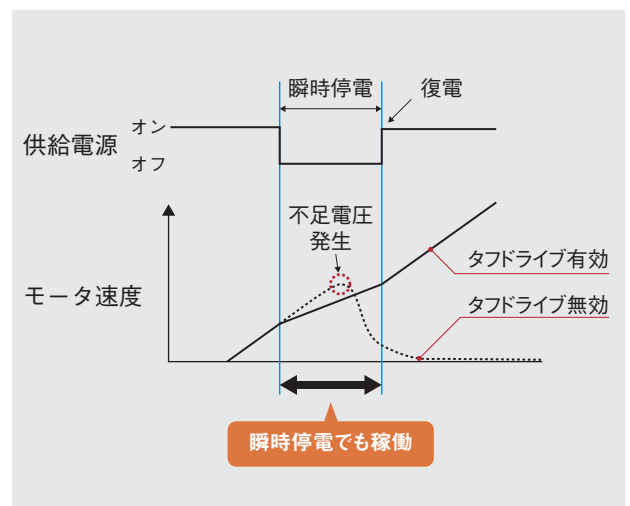 瞬時停電
復電
供給電源
オン
オフ
不足電圧
発生
モータ速度
タフドライブ有効
タフドライブ無効
瞬時停電でも稼働